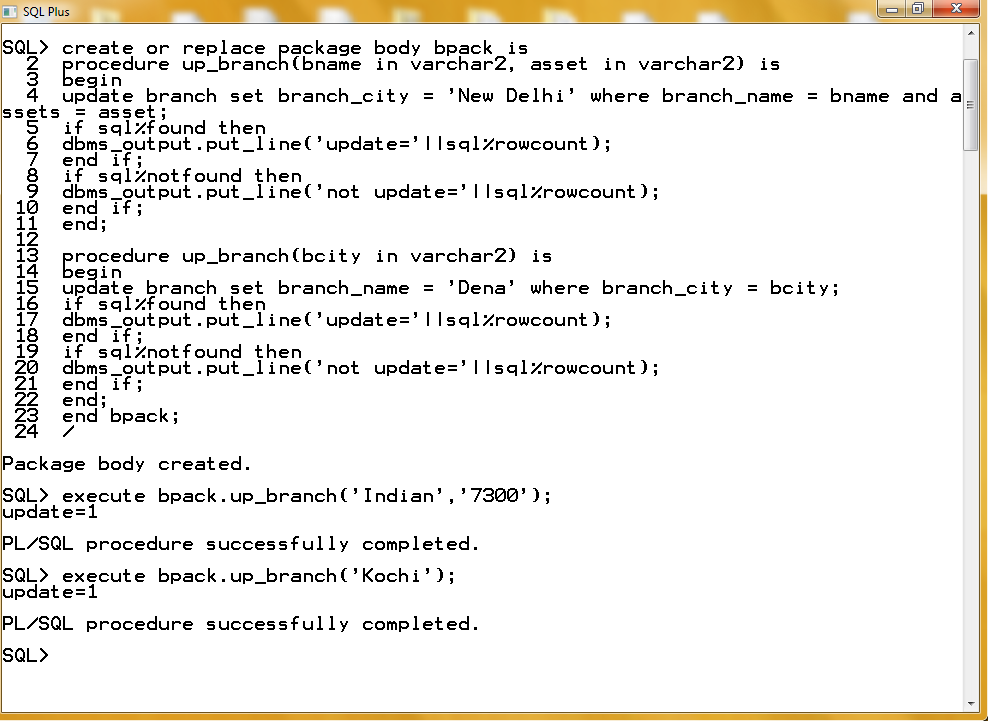 SQL Plus
SQL> create or replace package body bpack is
2 procedure up_branch(bname in varchar2, asset in varchar2) is
3 begin
4 update branch set branch_city = 'New Delhi' where branch_name = bname and a
ssets = asset;
5 if sql%found then
6 dbms_output.put_line('update='||sql%rowcount);
7 end if;
8 if sql%notfound then
9 dbms_output.put_line('not update='||sql%rowcount);
10 end if;
11 end;
12
13 procedure up_branch(bcity in varchar2) is
14 begin
15 update branch set branch_name = 'Dena' where branch_city = bcity;
16 if sql%found then
17 dbms_output.put_line('update='||sql%rowcount);
18 end if;
19 if sql%notfound then
20 dbms_output.put_line('not update='||sql%rowcount);
21 end if;
22 end;
23 end bpack;
24 /
Package body created.
SQL> execute bpack.up_branch('Indian','7300');
update=1
PL/SQL procedure successfully completed.
SQL> execute bpack.up_branch('Kochi');
update=1
PL/SQL procedure successfully completed.
SQL>